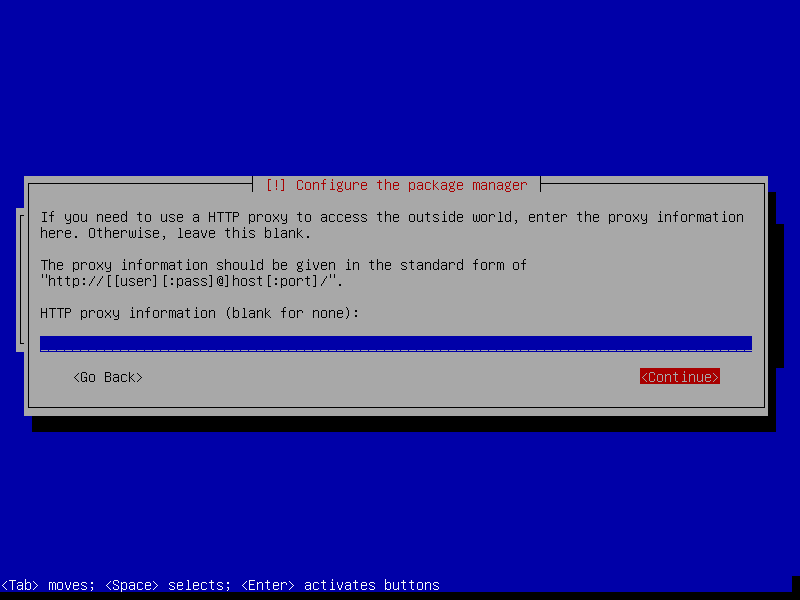 [!] Configure the package manager
If you need to use a HTTP proxy to access the outside world, enter the proxy information
here. Otherwise, leave this blank.
The proxy information should be given in the standard form of
"http://[[user][:pass]@]host[:port]/".
HTTP proxy information (blank for none):
<Go Back> <Continue>
<Tab> moves; <Space> selects; <Enter> activates buttons